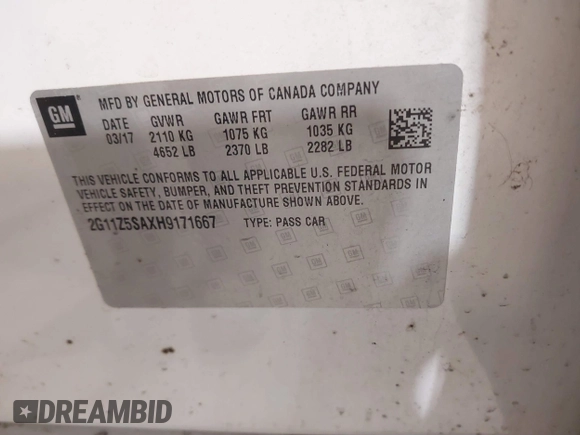 GM
MFD BY GENERAL MOTORS OF CANADA COMPANY
DATE GVWR GAWR FRT GAWR RR
03/17 2110 KG 1075 KG 1035 KG
4652 LB 2370 LB 2282 LB
THIS VEHICLE CONFORMS TO ALL APPLICABLE U.S. FEDERAL MOTOR
VEHICLE SAFETY, BUMPER, AND THEFT PREVENTION STANDARDS IN
EFFECT ON THE DATE OF MANUFACTURE SHOWN ABOVE.
2G11Z5SAXH9171667 TYPE: PASS CAR
DREAMBID